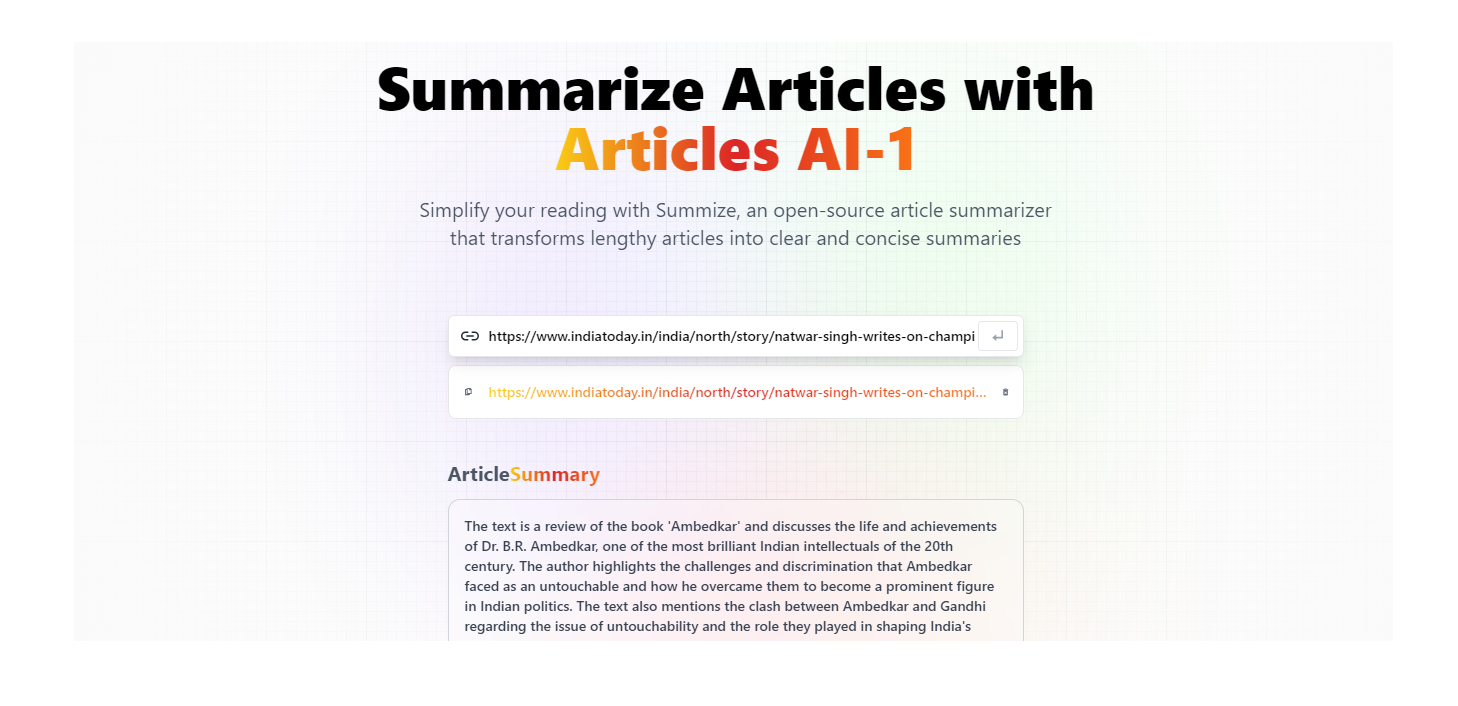 Summarize Articles with
Articles AI-1
Simplify your reading with Summize, an open-source article summarizer
that transforms lengthy articles into clear and concise summaries
https://www.indiatoday.in/india/north/story/natwar-singh-writes-on-champi
https://www.indiatoday.in/india/north/story/natwar-singh-writes-on-champi...
ArticleSummary
The text is a review of the book 'Ambedkar' and discusses the life and achievements
of Dr. B.R. Ambedkar, one of the most brilliant Indian intellectuals of the 20th
century. The author highlights the challenges and discrimination that Ambedkar
faced as an untouchable and how he overcame them to become a prominent figure
in Indian politics. The text also mentions the clash between Ambedkar and Gandhi
regarding the issue of untouchability and the role they played in shaping India's